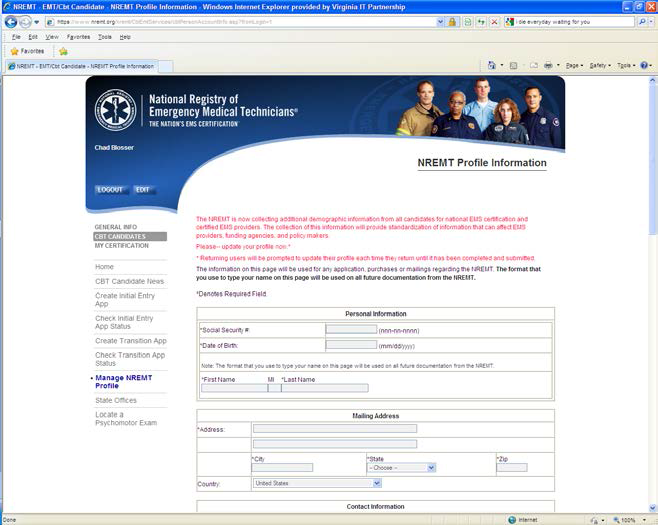 NREMT - EMT/Cbt Candidate - NREMT Profile Information - Windows Internet Explorer provided by Virginia IT Partnership
https://www.nremt.org/nremt/CbtEmtServices/cbtPersonAccountInfo.asp?frontLogin=1
i die everyday waiting for you
File Edit View Favorites Tools Help
Favorites
NREMT - EMT/Cbt Candidate - NREMT Profile Information
Page Safety Tools
National Registry of
Emergency Medical Technicians®
THE NATION'S EMS CERTIFICATION
Chad Blosser
NREMT Profile Information
LOGOUT EDIT
The NREMT is now collecting additional demographic information from all candidates for national EMS certification and
certified EMS providers. The collection of this information will provide standardization of information that can affect EMS
providers, funding agencies, and policy makers.
Please-- update your profile now.*
* Returning users will be prompted to update their profile each time they return until it has been completed and submitted.
The information on this page will be used for any application, purchases or mailings regarding the NREMT. The format that
you use to type your name on this page will be used on all future documentation from the NREMT.
*Denotes Required Field.
GENERAL INFO
CBT CANDIDATES
MY CERTIFICATION
Home
CBT Candidate News
Create Initial Entry
App
Check Initial Entry
App Status
Create Transition App
Check Transition App
Status
Manage NREMT
Profile
State Offices
Locate a
Psychomotor Exam
Personal Information
*Social Security #: (nnn-nn-nnnn)
*Date of Birth: (mm/dd/yyyy)
Note: The format that you use to type your name on this page will be used on all future documentation from the NREMT.
*First Name MI *Last Name
Mailing Address
*Address:
*City *State *Zip
-- Choose --
Country: United States
Contact Information
Done Internet 100%